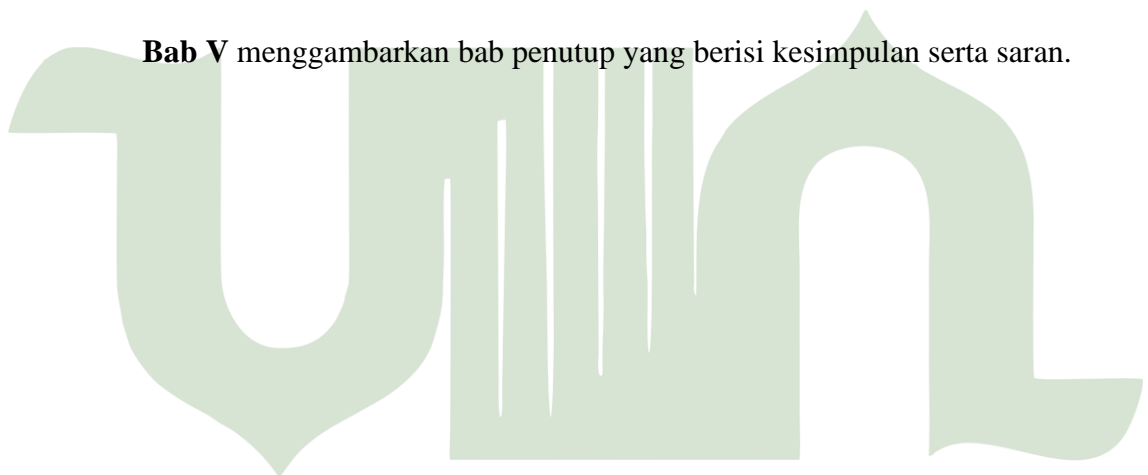 Bab V menggambarkan bab penutup yang berisi kesimpulan serta saran.